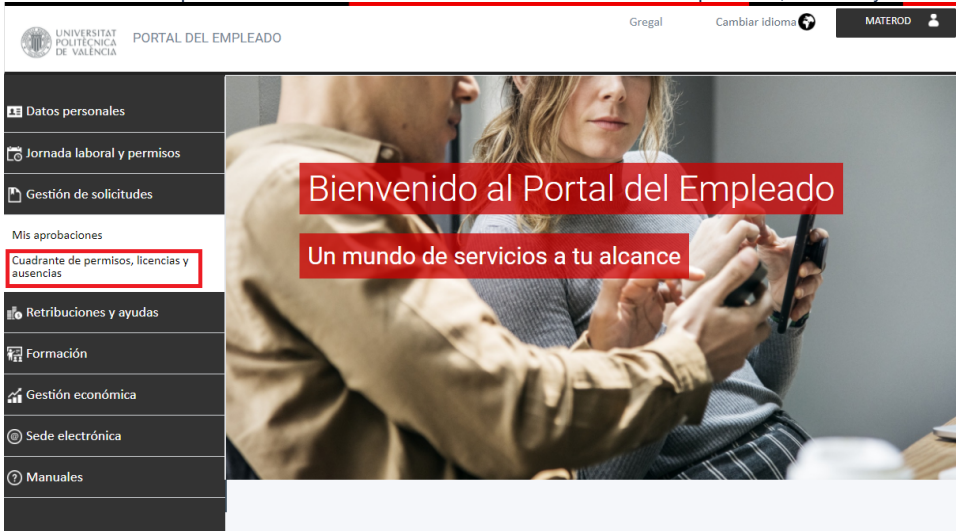 Gregal
Cambiar idioma
MATEROD
UNIVERSITAT
POLITÈCNICA
DE VALÈNCIA
PORTAL DEL EMPLEADO
Datos personales
Jornada laboral y permisos
Gestión de solicitudes
Mis aprobaciones
Cuadrante de permisos, licencias y
ausencias
Retribuciones y ayudas
Formación
Gestión económica
Sede electrónica
Manuales
Bienvenido al Portal del Empleado
Un mundo de servicios a tu alcance